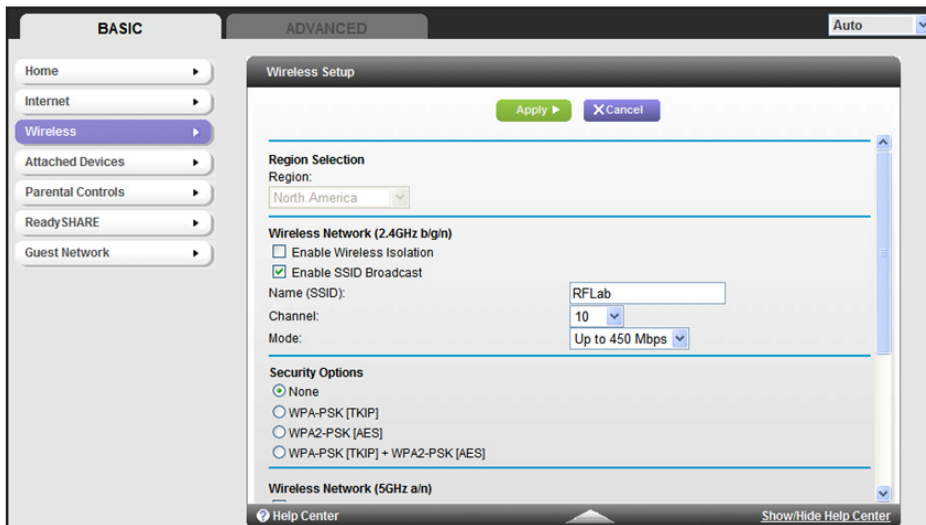 BASIC
ADVANCED
Auto
Home
Internet
Wireless
Attached Devices
Parental Controls
ReadySHARE
Guest Network
Wireless Setup
Apply
Cancel
Region Selection
Region:
North America
Wireless Network (2.4GHz b/g/n)
Enable Wireless Isolation
Enable SSID Broadcast
Name (SSID): RFLab
Channel: 10
Mode: Up to 450 Mbps
Security Options
None
WPA-PSK [TKIP]
WPA2-PSK [AES]
WPA-PSK [TKIP] + WPA2-PSK [AES]
Wireless Network (5GHz a/n)
Help Center
Show/Hide Help Center